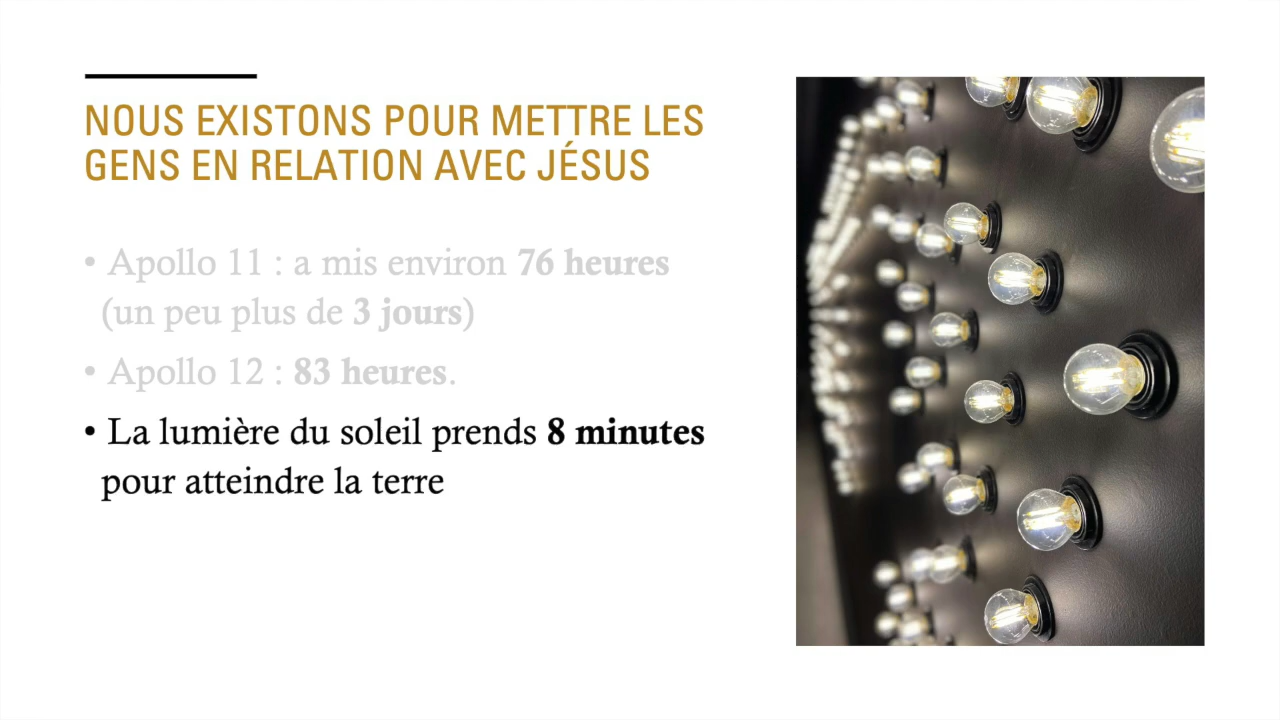 NOUS EXISTONS POUR METTRE LES
GENS EN RELATION AVEC JÉSUS
• Apollo 11 : a mis environ 76 heures
(un peu plus de 3 jours)
• Apollo 12 : 83 heures.
• La lumière du soleil prends 8 minutes
pour atteindre la terre